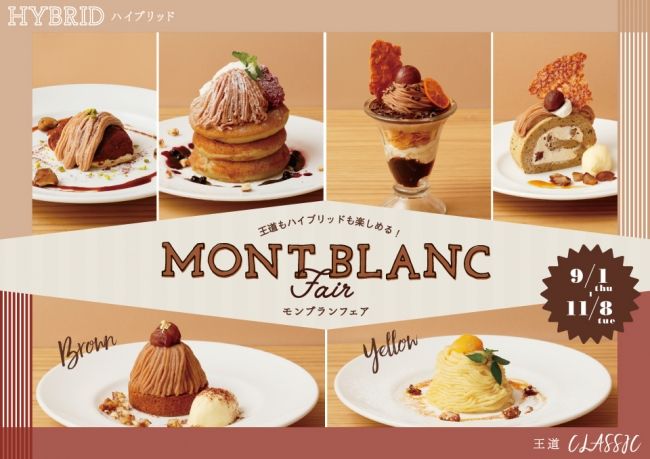 HYBRID ハイブリッド
王道もハイブリッドも楽しめる！
MONT BLANC
Fair
モンブランフェア
9/1
thu
11/8
tue
Brown
Yellow
王道 CLASSIC